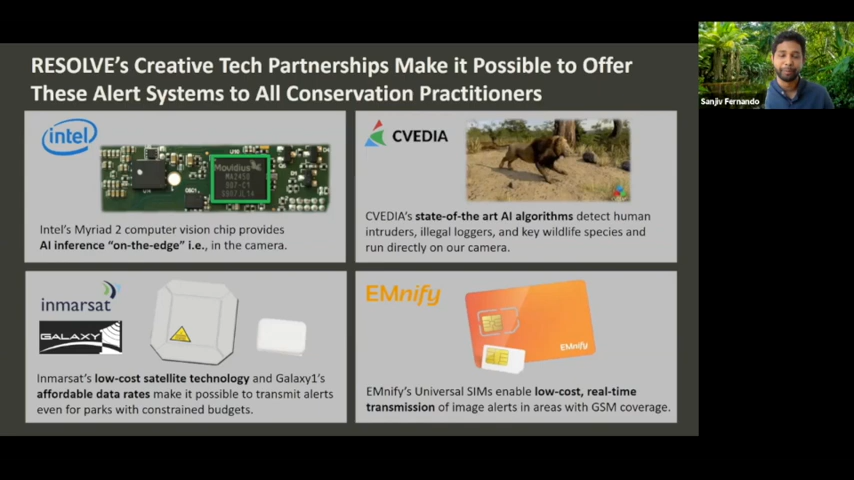 RESOLVE's Creative Tech Partnerships Make it Possible to Offer
These Alert Systems to All Conservation Practitioners
Sanjiv Fernando
intel
Movidius
MA2450
CVEDIA
Intel's Myriad 2 computer vision chip provides
AI inference "on-the-edge" i.e., in the camera.
CVEDIA's state-of-the art AI algorithms detect human
intruders, illegal loggers, and key wildlife species and
run directly on our camera.
inmarsat
GALAXY
Inmarsat's low-cost satellite technology and Galaxy1's
affordable data rates make it possible to transmit alerts
even for parks with constrained budgets.
EMnify
EMnify
EMnify's Universal SIMs enable low-cost, real-time
transmission of image alerts in areas with GSM coverage.